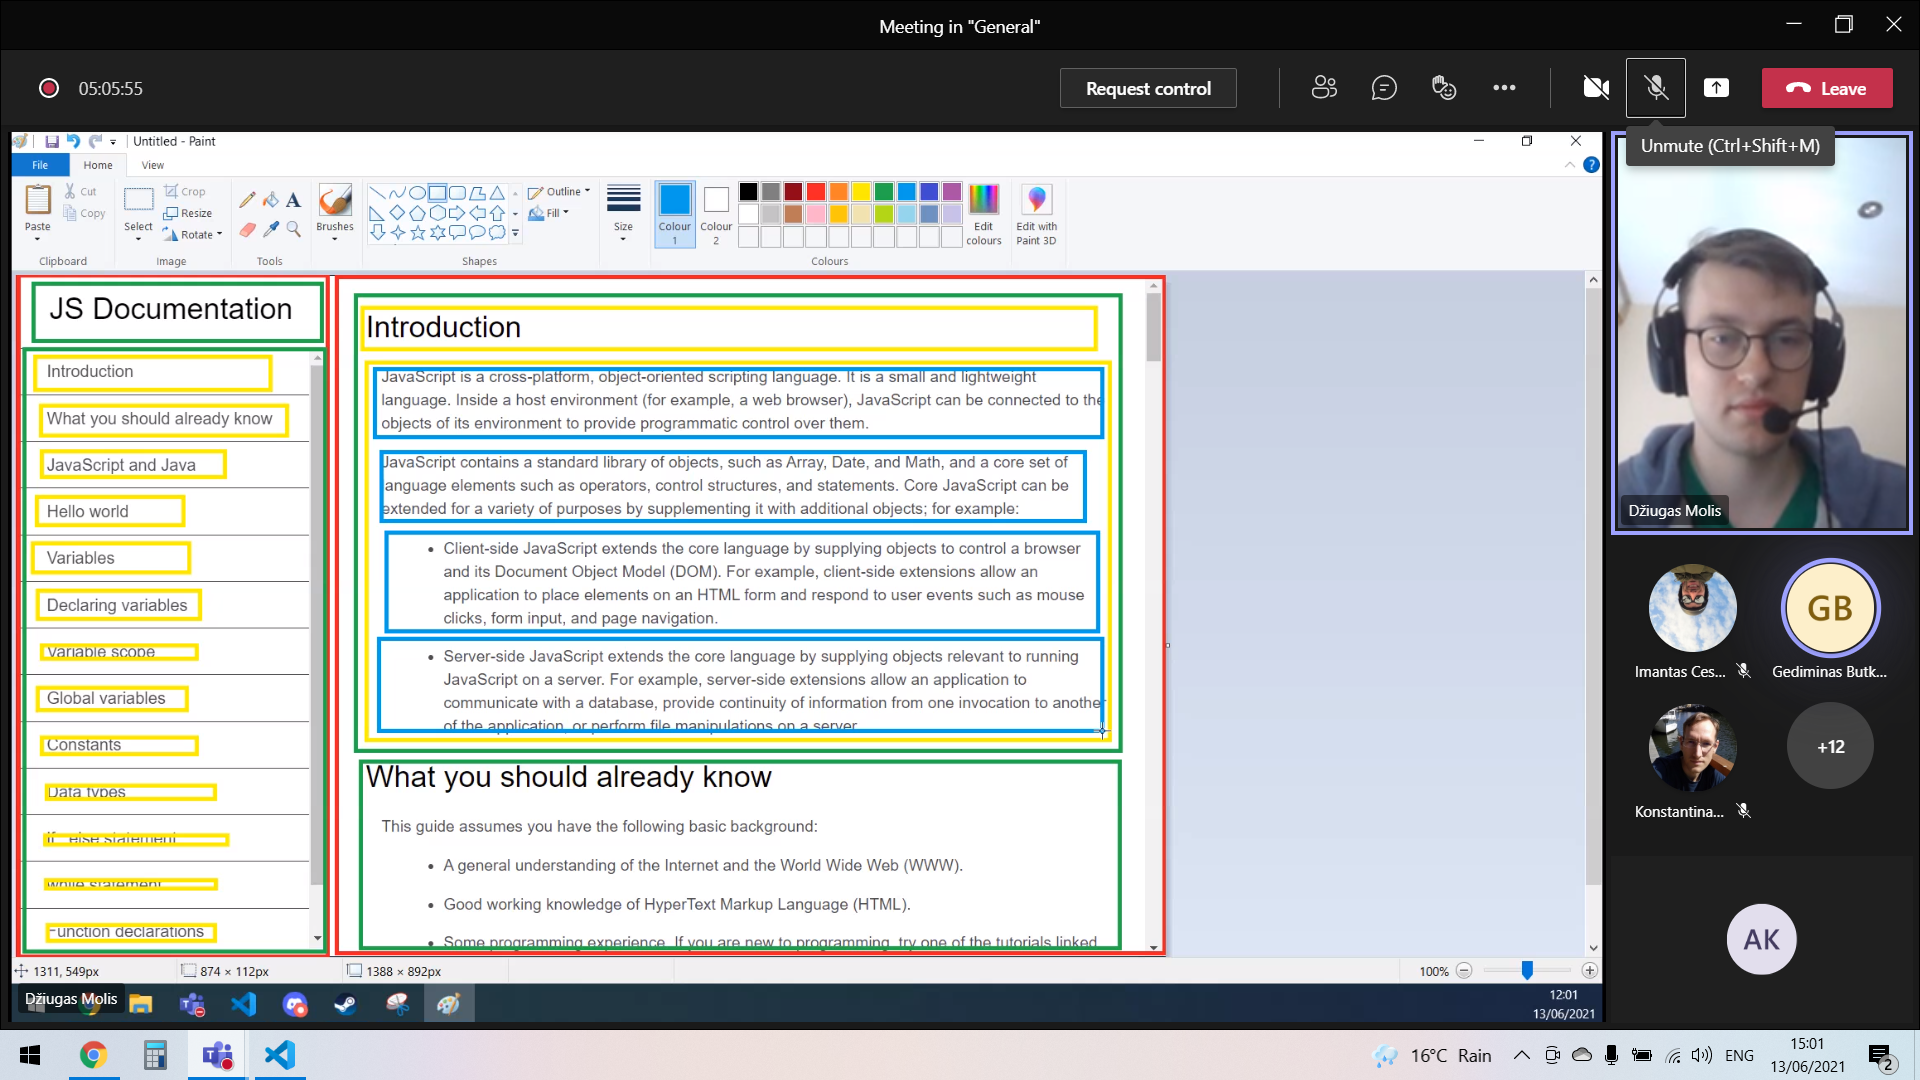 Meeting in "General"
05:05:55
Request control
Leave
Unmute (Ctrl+Shift+M)
Untitled - Paint
File
Home
View
Paste
Cut
Copy
Clipboard
Select
Crop
Resize
Rotate
Image
Tools
Brushes
Outline
Fill
Shapes
Size
Colour 1
Colour 2
Edit colours
Colours
Edit with Paint 3D
JS Documentation
Introduction
What you should already know
JavaScript and Java
Hello world
Variables
Declaring variables
Variable scope
Global variables
Constants
Data types
if...else statement
while statement
Function declarations
Introduction
JavaScript is a cross-platform, object-oriented scripting language. It is a small and lightweight
language. Inside a host environment (for example, a web browser), JavaScript can be connected to the
objects of its environment to provide programmatic control over them.
JavaScript contains a standard library of objects, such as Array, Date, and Math, and a core set of
language elements such as operators, control structures, and statements. Core JavaScript can be
extended for a variety of purposes by supplementing it with additional objects; for example:
• Client-side JavaScript extends the core language by supplying objects to control a browser
and its Document Object Model (DOM). For example, client-side extensions allow an
application to place elements on an HTML form and respond to user events such as mouse
clicks, form input, and page navigation.
• Server-side JavaScript extends the core language by supplying objects relevant to running
JavaScript on a server. For example, server-side extensions allow an application to
communicate with a database, provide continuity of information from one invocation to another
of the application, or perform file manipulations on a server.
What you should already know
This guide assumes you have the following basic background:
• A general understanding of the Internet and the World Wide Web (WWW).
• Good working knowledge of HyperText Markup Language (HTML).
• Some programming experience. If you are new to programming, try one of the tutorials linked
1311, 549px
874 × 112px
1388 × 892px
100%
Džiugas Molis
12:01
13/06/2021
Džiugas Molis
GB
Imantas Ces...
Gediminas Butk...
+12
Konstantina...
AK
16°C Rain
ENG
15:01
13/06/2021
2